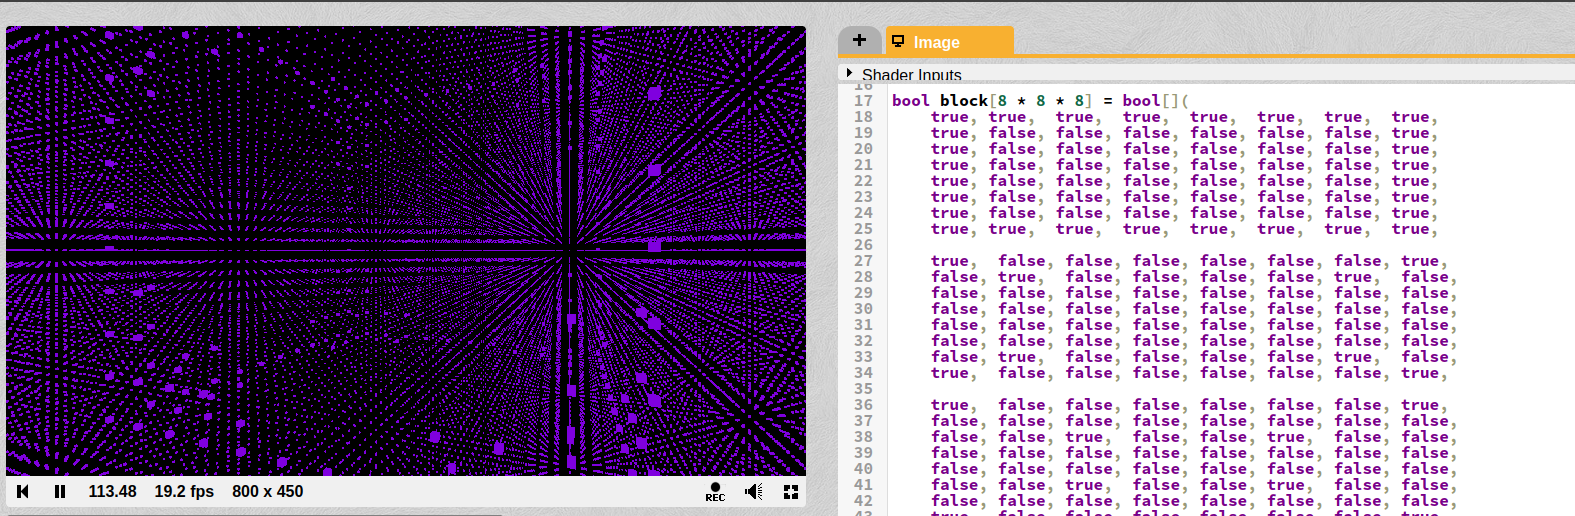 + Image
Shader Inputs
16
17 bool block[8 * 8 * 8] = bool[](
18 true, true, true, true, true, true, true, true,
19 true, false, false, false, false, false, false, true,
20 true, false, false, false, false, false, false, true,
21 true, false, false, false, false, false, false, true,
22 true, false, false, false, false, false, false, true,
23 true, false, false, false, false, false, false, true,
24 true, false, false, false, false, false, false, true,
25 true, true, true, true, true, true, true, true,
26
27 true, false, false, false, false, false, false, true,
28 false, true, false, false, false, false, true, false,
29 false, false, false, false, false, false, false, false,
30 false, false, false, false, false, false, false, false,
31 false, false, false, false, false, false, false, false,
32 false, false, false, false, false, false, false, false,
33 false, true, false, false, false, false, true, false,
34 true, false, false, false, false, false, false, true,
35
36 true, false, false, false, false, false, false, true,
37 false, false, false, false, false, false, false, false,
38 false, false, true, false, false, true, false, false,
39 false, false, false, false, false, false, false, false,
40 false, false, false, false, false, false, false, false,
41 false, false, true, false, false, true, false, false,
42 false, false, false, false, false, false, false, false,
43 true, false, false, false, false, false, false, true,
113.48 19.2 fps 800 x 450
REC